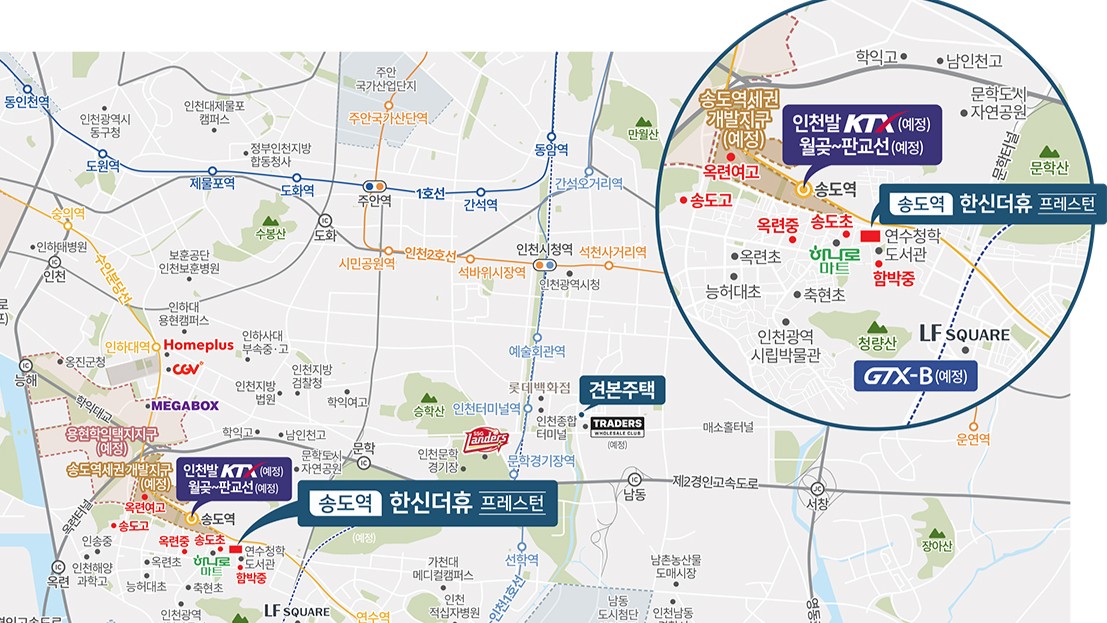 동인천역
인천광역시
동구청
인천대제물포
캠퍼스
주안
국가산업단지
주안국가산단역
만월산
도원역
정부인천지방
합동청사
제물포역
도화역
주안역
1호선
간석역
동암역
간석오거리역
숭의역
인하대병원
IC
인천
수인분당선
수봉산
IC
도화
보훈공단
인천보훈병원
시민공원역
인천2호선
석바위시장역
인천시청역
석천사거리역
인천광역시청
인하대
용현캠퍼스
인하대역
Homeplus
CGV
인하사대
부속중·고
예술회관역
IC
능해
옹진군청
인천지방
법원
인천지방
검찰청
학익여고
MEGABOX
학익대교
승학산
롯데백화점
인천터미널역
인천종합
터미널
견본주택
TRADERS
WHOLESALE CLUB
(예정)
매소홀터널
운연역
용현학익택지지구
(예정)
학익고
남인천고
문학
IC
SSG
Landers
인천문학
경기장
문학경기장역
송도역세권개발지구
(예정)
인천발 KTX (예정)
월곶~판교선(예정)
문학도시
자연공원
IC
남동
제2경인고속도로
JC
서창
옥련터널
옥련여고
송도고
송도역
송도역 한신더휴 프레스턴
(예정)
인송중
옥련중
송도초
연수청학
도서관
선학역
장아산
인천해양
과학고
옥련초
하나로
마트
함박중
IC
옥련
능허대초
축현초
가천대
메디컬캠퍼스
남촌농산물
도매시장
인천광역
LF SQUARE
연수역
인천
적십자병원
인천1호선
남동
도시첨단
인천남동
학익고
남인천고
송도역세권
개발지구
(예정)
인천발 KTX (예정)
월곶~판교선(예정)
문학도시
자연공원
문학터널
문학산
옥련여고
송도고
송도역
송도역 한신더휴 프레스턴
옥련중
송도초
연수청학
도서관
옥련초
하나로
마트
함박중
능허대초
축현초
인천광역
시립박물관
청량산
LF SQUARE
GTX-B(예정)